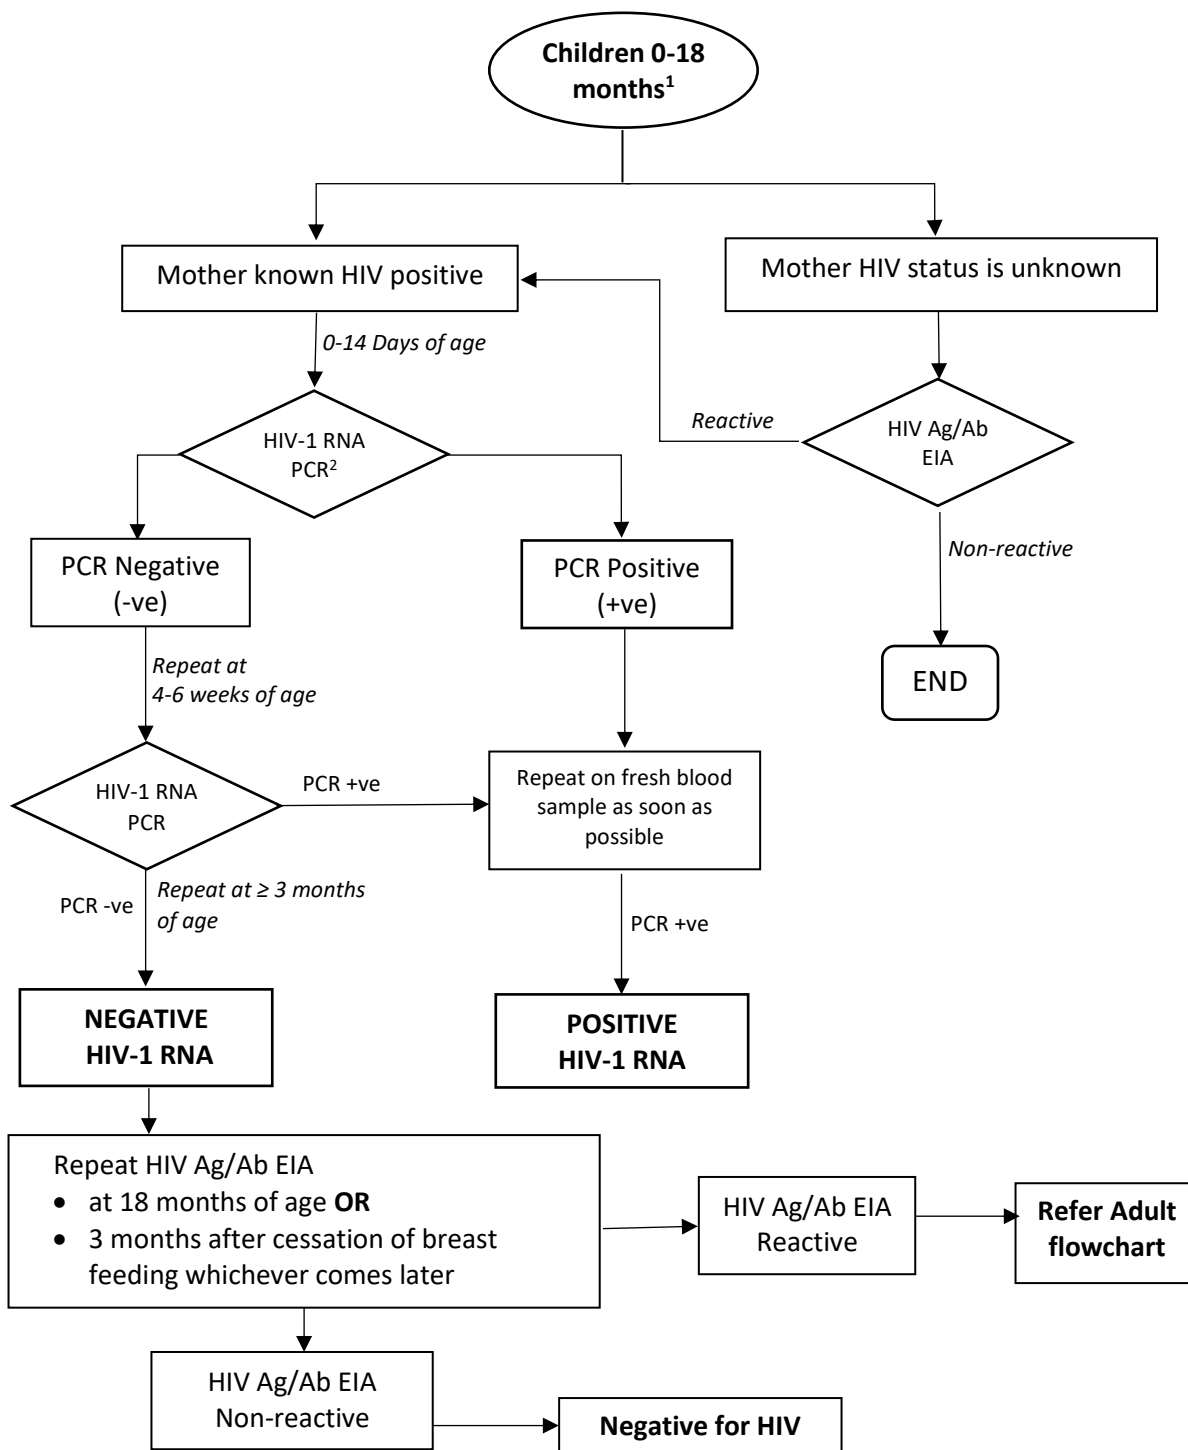 Children 0-18
months¹
Mother known HIV positive
Mother HIV status is unknown
0-14 Days of age
HIV-1 RNA
PCR²
Reactive
HIV Ag/Ab
EIA
Non-reactive
END
PCR Negative
(-ve)
PCR Positive
(+ve)
Repeat at
4-6 weeks of age
HIV-1 RNA
PCR
PCR +ve
Repeat on fresh blood
sample as soon as
possible
PCR -ve
Repeat at ≥ 3 months
of age
PCR +ve
NEGATIVE
HIV-1 RNA
POSITIVE
HIV-1 RNA
Repeat HIV Ag/Ab EIA
• at 18 months of age OR
• 3 months after cessation of breast
feeding whichever comes later
HIV Ag/Ab EIA
Reactive
Refer Adult
flowchart
HIV Ag/Ab EIA
Non-reactive
Negative for HIV